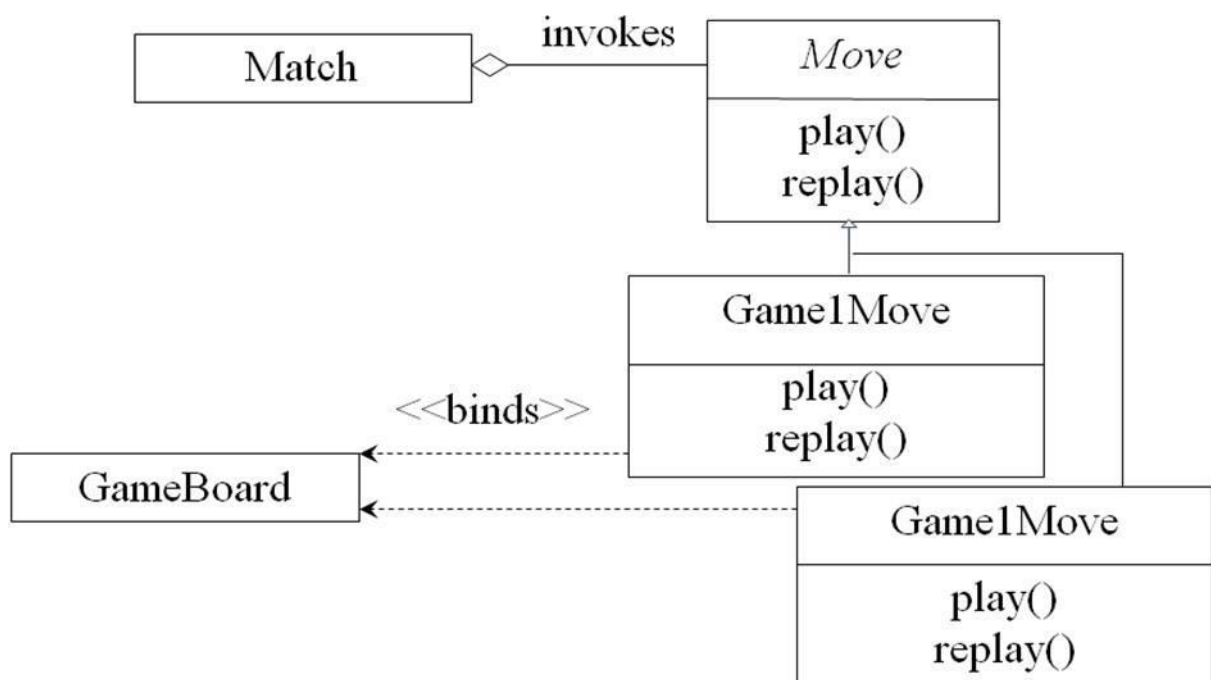 Match
invokes
Move
play()
replay()
Game1Move
play()
replay()
<<binds>>
GameBoard
Game1Move
play()
replay()